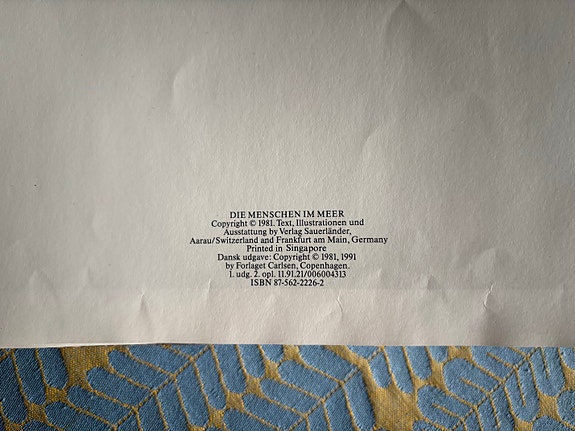 DIE MENSCHEN IM MEER
Copyright © 1981. Text, Illustrationen und
Ausstattung by Verlag Sauerländer,
Aarau/Switzerland and Frankfurt am Main, Germany
Printed in Singapore
Dansk udgave: Copyright © 1981, 1991
by Forlaget Carlsen, Copenhagen.
1. udg. 2. opl. 11.91.21/006004313
ISBN 87-562-2226-2